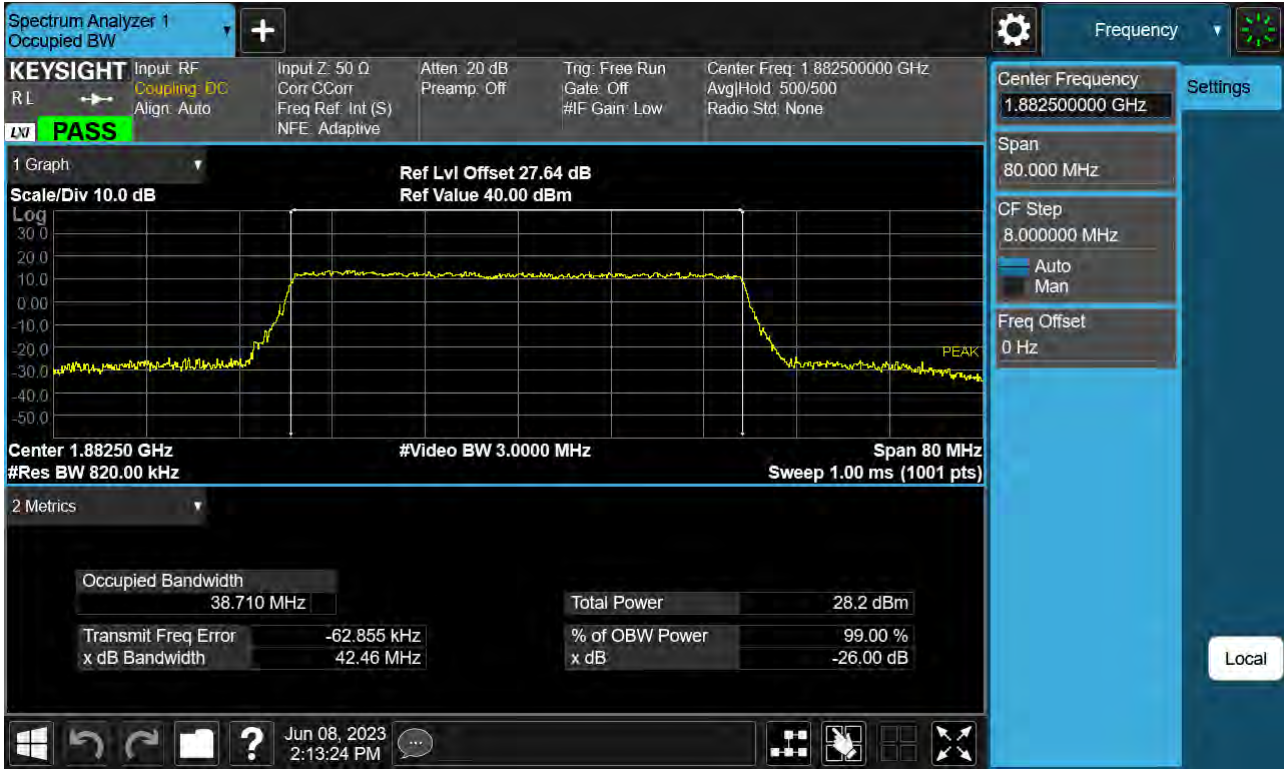 Spectrum Analyzer 1
Occupied BW
+
Frequency
KEYSIGHT
R L
LXI
PASS
Input: RF
Coupling: DC
Align: Auto
Input Z: 50 Ω
Corr CCorr
Freq Ref: Int (S)
NFE: Adaptive
Atten: 20 dB
Preamp: Off
Trig: Free Run
Gate: Off
#IF Gain: Low
Center Freq: 1.882500000 GHz
Avg|Hold: 500/500
Radio Std: None
1 Graph
Scale/Div 10.0 dB
Ref Lvl Offset 27.64 dB
Ref Value 40.00 dBm
Log
30.0
20.0
10.0
0.00
-10.0
-20.0
-30.0
-40.0
-50.0
PEAK
Center 1.88250 GHz
#Video BW 3.0000 MHz
Span 80 MHz
#Res BW 820.00 kHz
Sweep 1.00 ms (1001 pts)
2 Metrics
Occupied Bandwidth
38.710 MHz
Transmit Freq Error -62.855 kHz
x dB Bandwidth 42.46 MHz
Total Power 28.2 dBm
% of OBW Power 99.00 %
x dB -26.00 dB
Center Frequency
1.882500000 GHz
Span
80.000 MHz
CF Step
8.000000 MHz
Auto
Man
Freq Offset
0 Hz
Settings
Local
?
Jun 08, 2023
2:13:24 PM